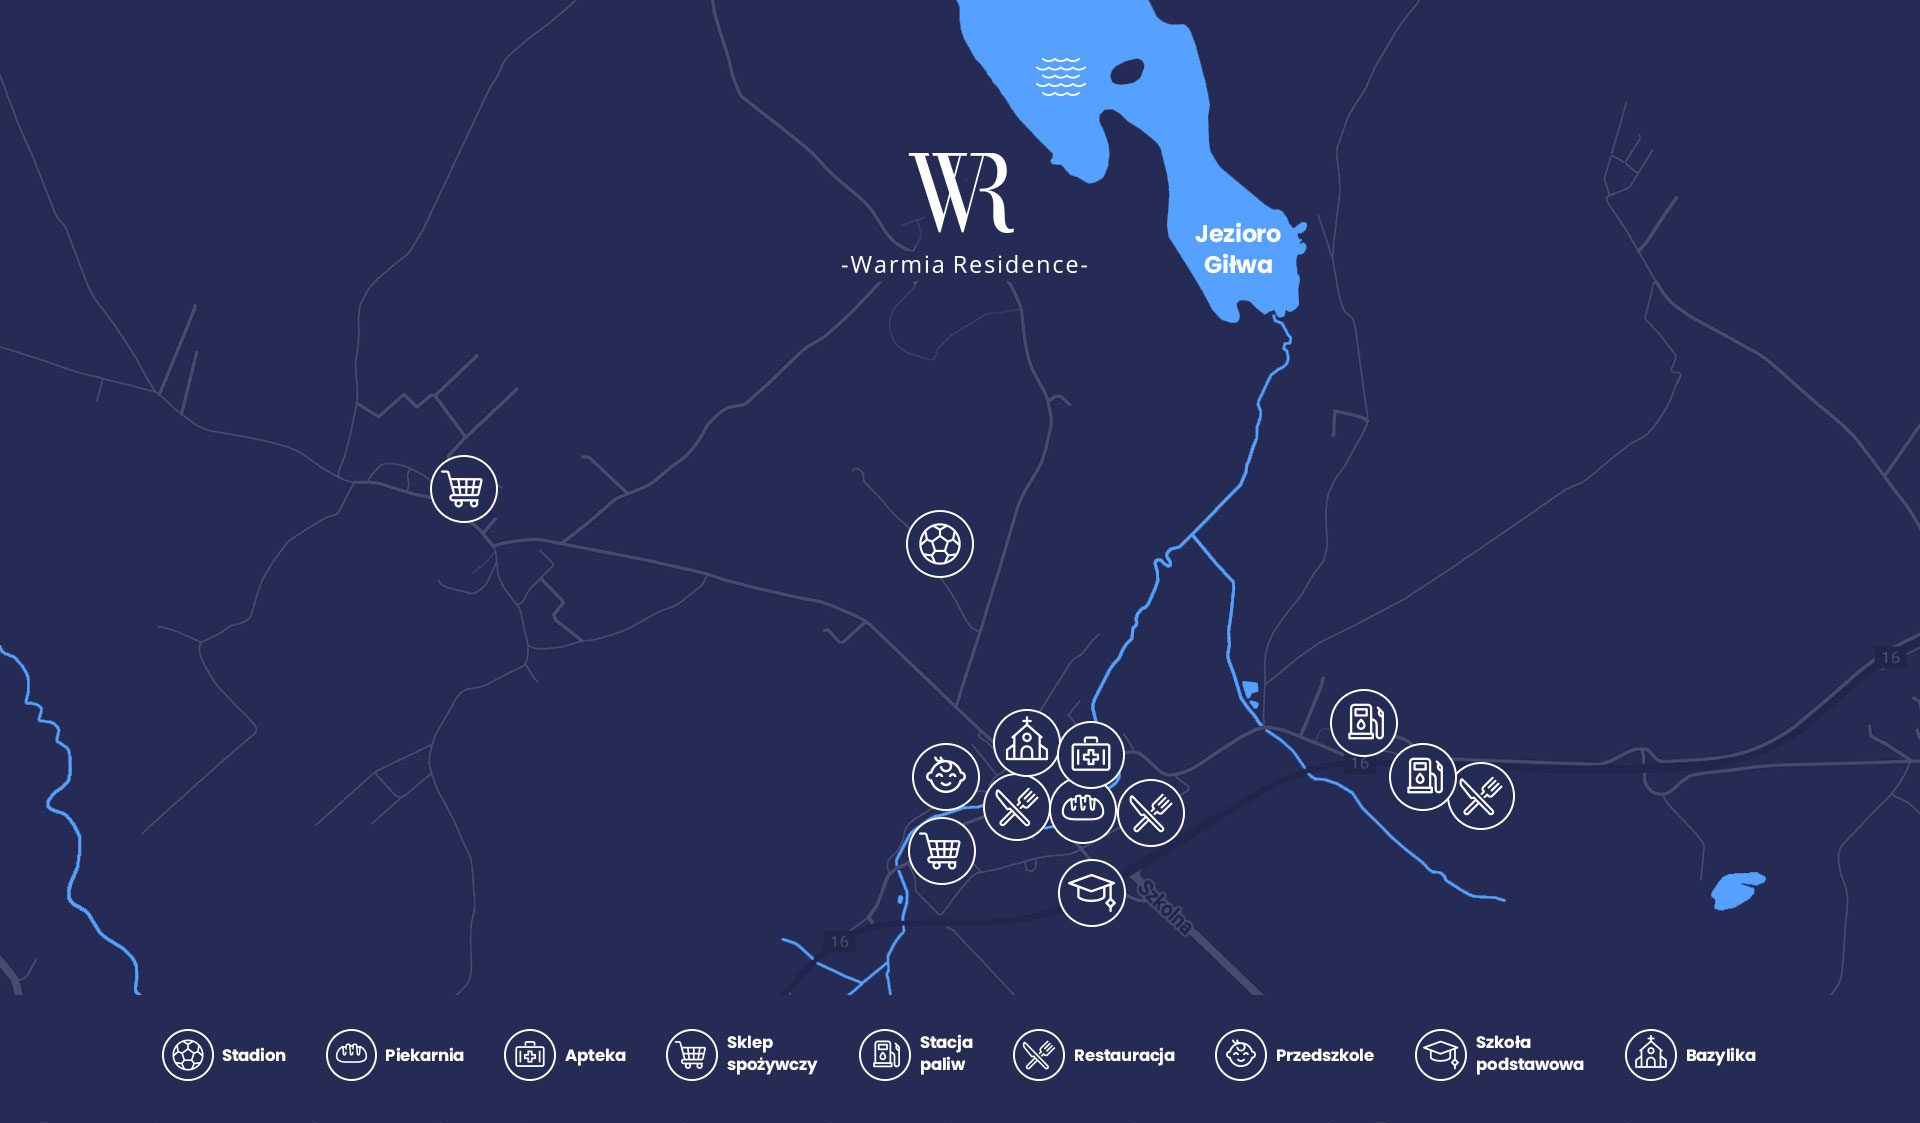 WR
-Warmia Residence-
Jezioro
Giłwa
16
16
Szkolna
16
Stadion
Piekarnia
Apteka
Sklep
spożywczy
Stacja
paliw
Restauracja
Przedszkole
Szkoła
podstawowa
Bazylika